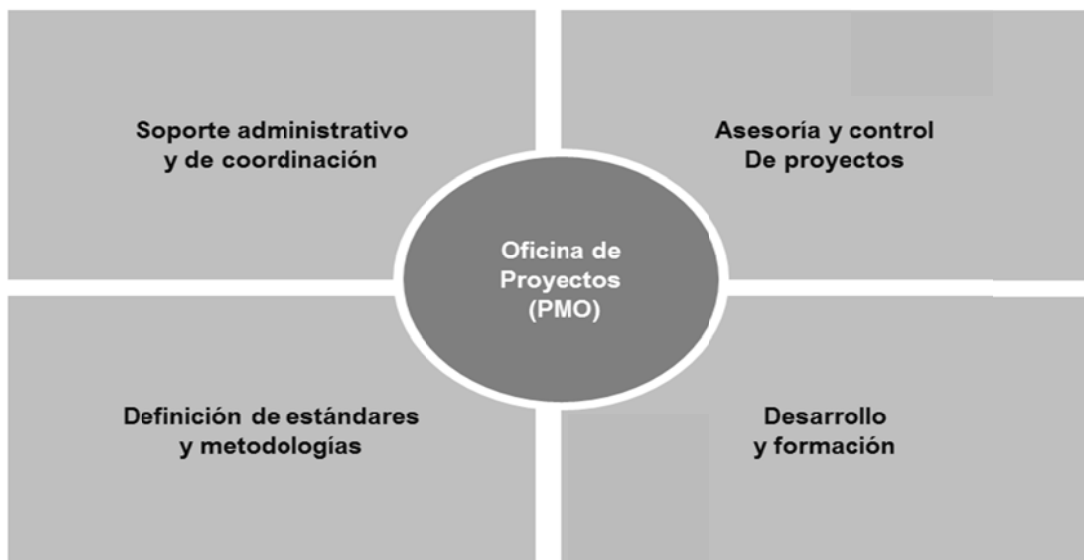 Soporte administrativo
y de coordinación
Asesoría y control
De proyectos
Oficina de
Proyectos
(PMO)
Definición de estándares
y metodologías
Desarrollo
y formación